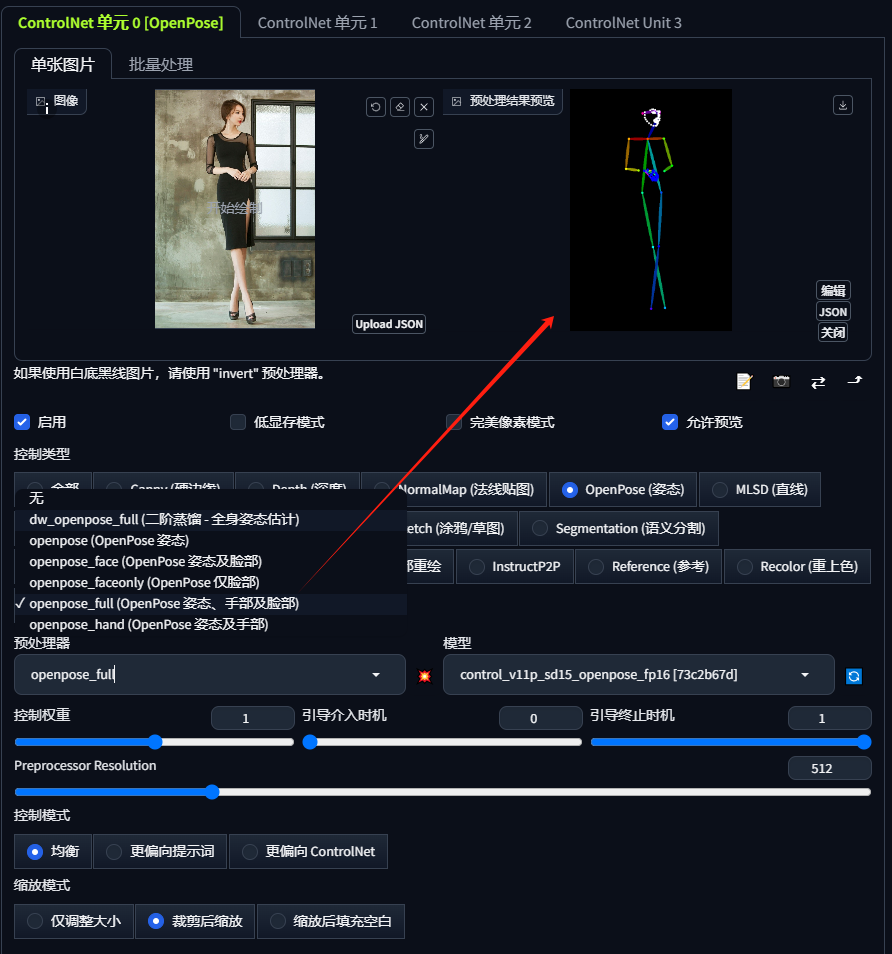 ControlNet 单元 0 [OpenPose] ControlNet 单元 1 ControlNet 单元 2 ControlNet Unit 3
单张图片 批量处理
图像 预处理结果预览
开始绘制
编辑
JSON
关闭
Upload JSON
如果使用白底黑线图片，请使用 "invert" 预处理器。
启用 低显存模式 完美像素模式 允许预览
控制类型
全部 Canny (硬边缘) Depth (深度) NormalMap (法线贴图) OpenPose (姿态) MLSD (直线)
无
dw_openpose_full (二阶蒸馏 - 全身姿态估计)
etch (涂鸦/草图) Segmentation (语义分割)
openpose (OpenPose 姿态)
openpose_face (OpenPose 姿态及脸部)
重绘 InstructP2P Reference (参考) Recolor (重上色)
openpose_faceonly (OpenPose 仅脸部)
✓ openpose_full (OpenPose 姿态、手部及脸部)
openpose_hand (OpenPose 姿态及手部)
预处理器 模型
openpose_full control_v11p_sd15_openpose_fp16 [73c2b67d]
控制权重 1 引导介入时机 0 引导终止时机 1
Preprocessor Resolution 512
控制模式
均衡 更偏向提示词 更偏向 ControlNet
缩放模式
仅调整大小 裁剪后缩放 缩放后填充空白